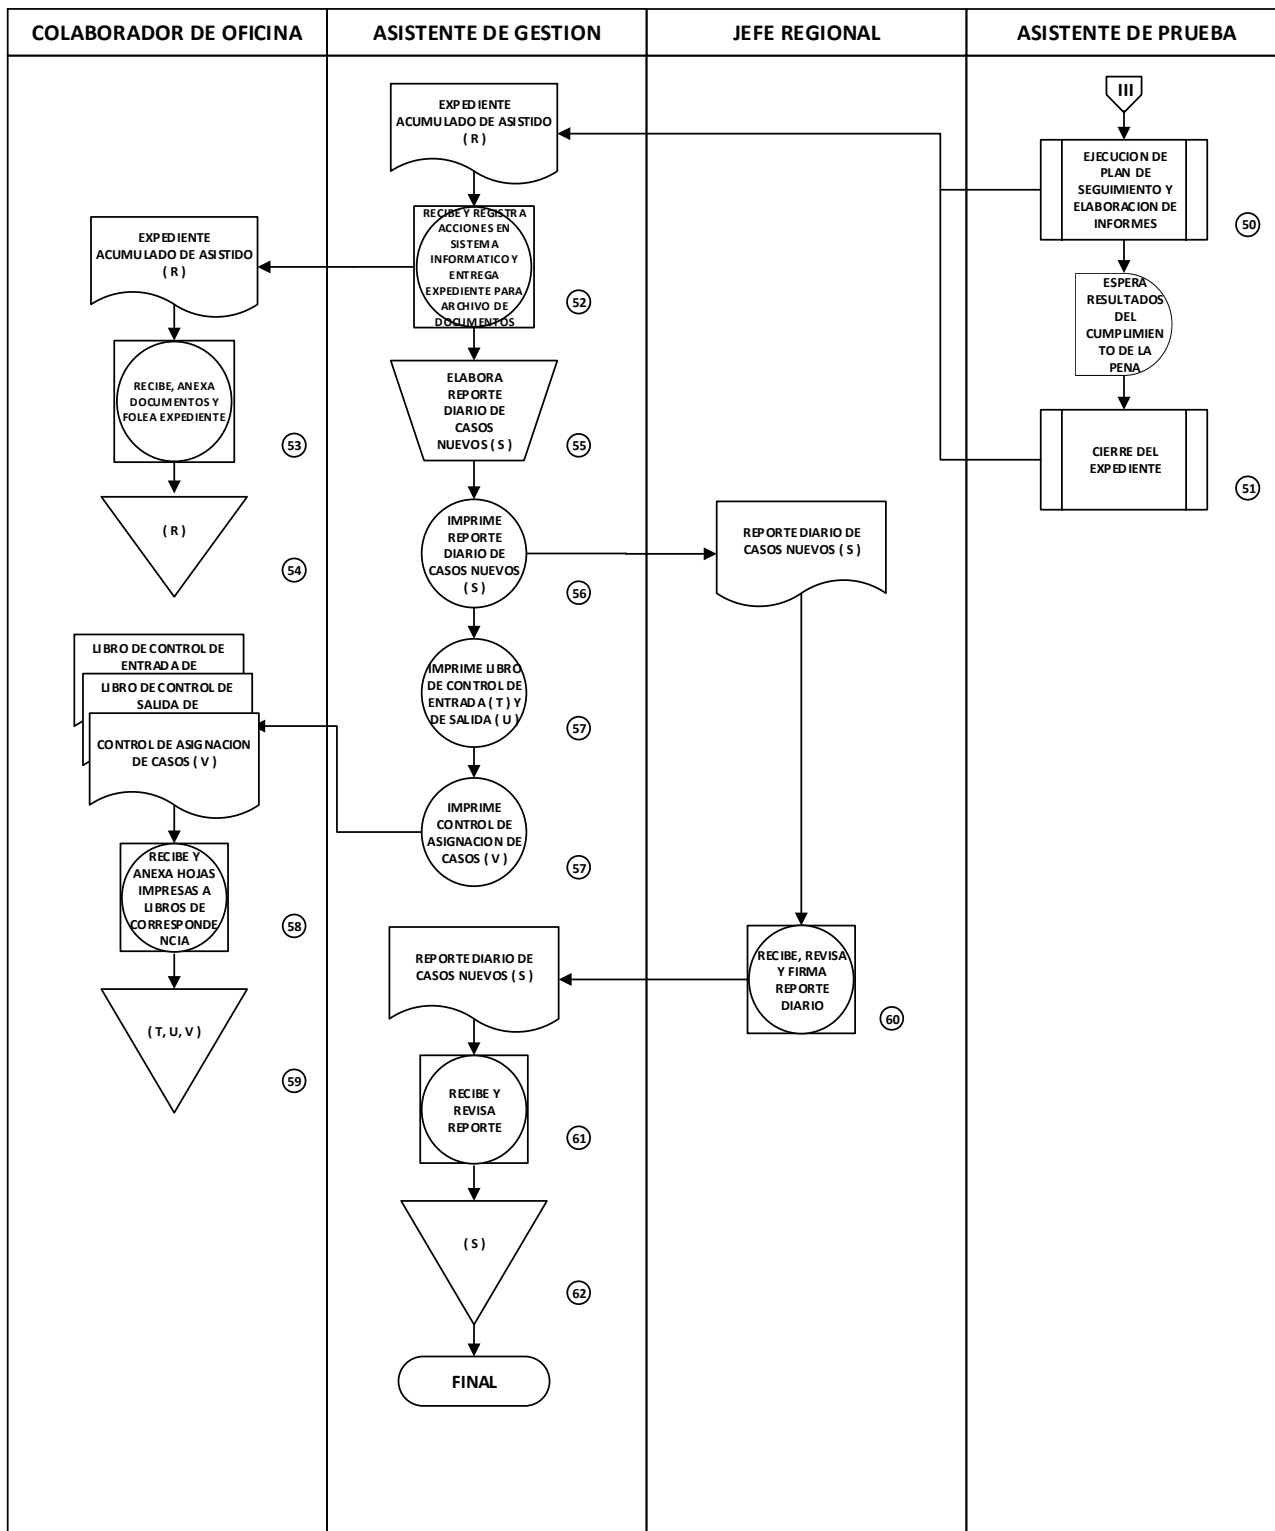 COLABORADOR DE OFICINA
ASISTENTE DE GESTION
JEFE REGIONAL
ASISTENTE DE PRUEBA
III
EJECUCION DE
PLAN DE
SEGUIMIENTO Y
ELABORACION DE
INFORMES
50
ESPERA
RESULTADOS
DEL
CUMPLIMIEN
TO DE LA
PENA
CIERRE DEL
EXPEDIENTE
51
EXPEDIENTE
ACUMULADO DE ASISTIDO
( R )
RECIBE Y REGISTRA
ACCIONES EN
SISTEMA
INFORMATICO Y
ENTREGA
EXPEDIENTE PARA
ARCHIVO DE
DOCUMENTOS
52
EXPEDIENTE
ACUMULADO DE ASISTIDO
( R )
RECIBE, ANEXA
DOCUMENTOS Y
FOLEA EXPEDIENTE
53
( R )
54
ELABORA
REPORTE
DIARIO DE
CASOS
NUEVOS ( S )
55
IMPRIME
REPORTE
DIARIO DE
CASOS NUEVOS
( S )
56
REPORTE DIARIO DE
CASOS NUEVOS ( S )
IMPRIME LIBRO
DE CONTROL DE
ENTRADA ( T ) Y
DE SALIDA ( U )
57
IMPRIME
CONTROL DE
ASIGNACION DE
CASOS ( V )
57
LIBRO DE CONTROL DE
ENTRADA DE
LIBRO DE CONTROL DE
SALIDA DE
CONTROL DE ASIGNACION
DE CASOS ( V )
RECIBE Y
ANEXA HOJAS
IMPRESAS A
LIBROS DE
CORRESPONDE
NCIA
58
( T, U, V )
59
RECIBE, REVISA
Y FIRMA
REPORTE
DIARIO
60
REPORTE DIARIO DE
CASOS NUEVOS ( S )
RECIBE Y
REVISA
REPORTE
61
( S )
62
FINAL